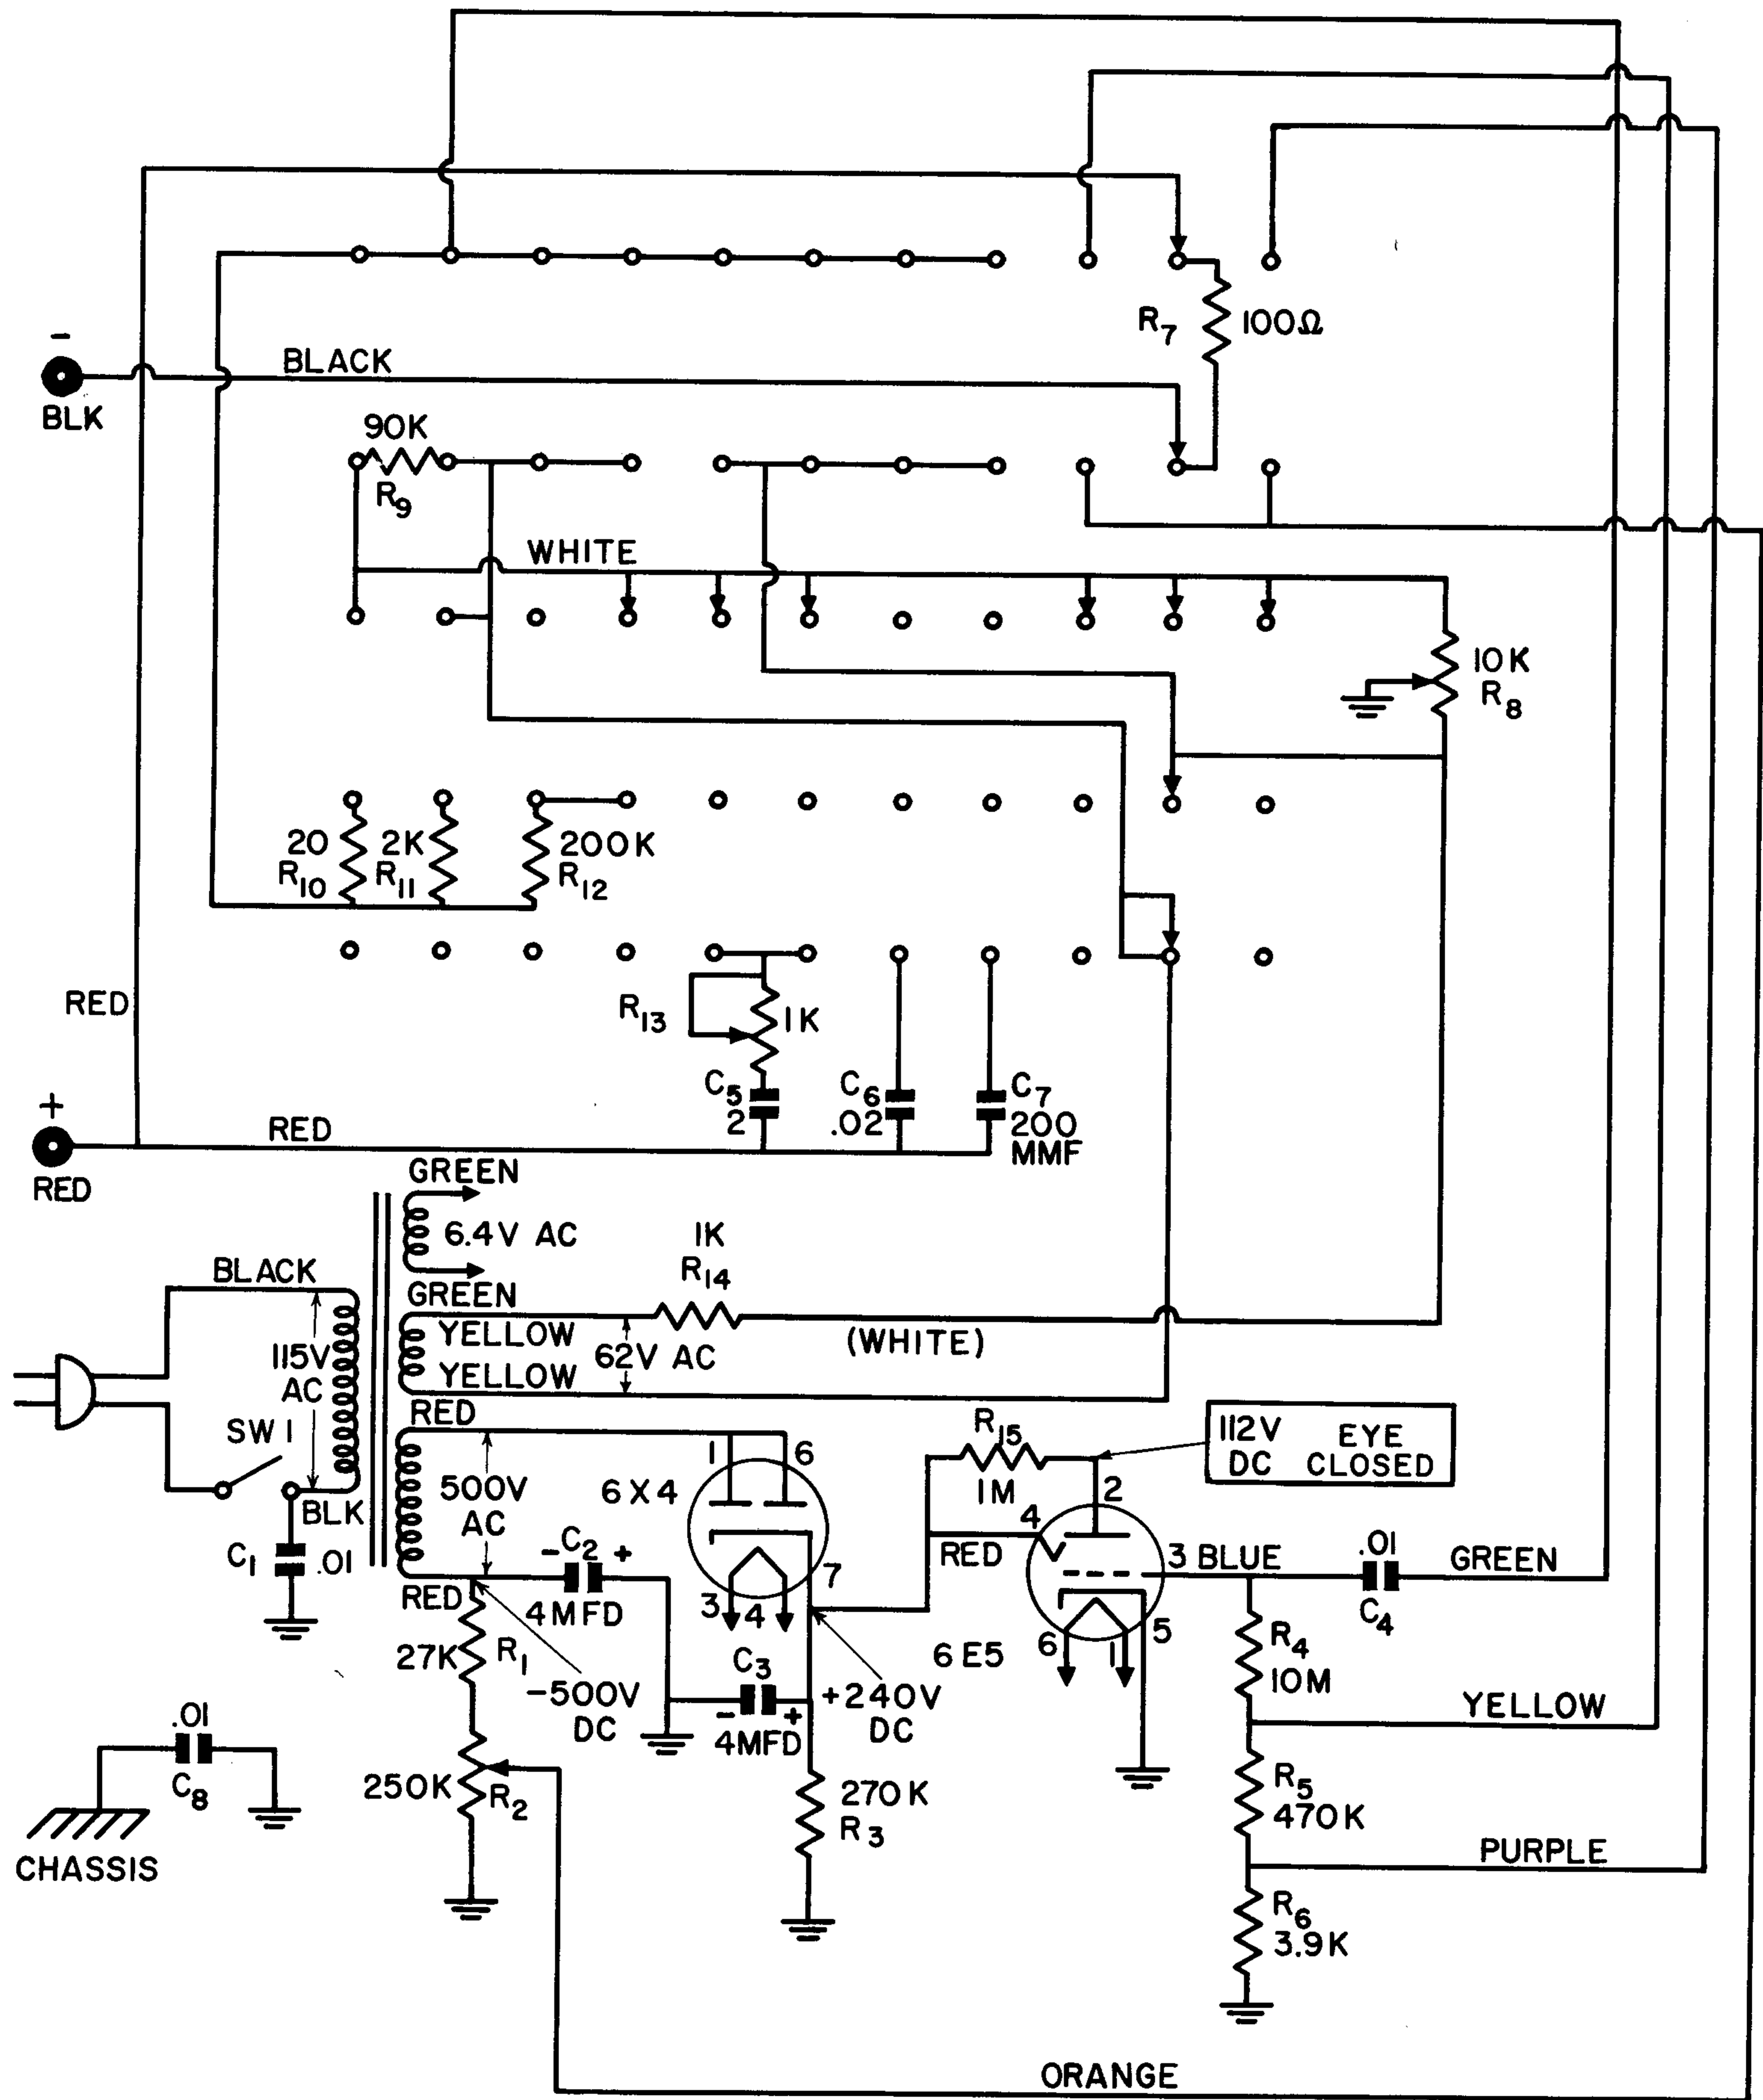 R7 100Ω
-
BLACK
BLK
90K
R9
WHITE
10K
R8
20
R10
2K
R11
200K
R12
RED
R13
1K
C5
2
C6
.02
C7
200
MMF
+
RED
RED
GREEN
6.4V AC
GREEN
1K
R14
BLACK
YELLOW
62V AC
(WHITE)
YELLOW
115V
AC
RED
SW 1
BLK
C1 .01
500V
AC
6X4
1
6
7
3
4
R15
1M
112V
DC
EYE
CLOSED
2
4
RED
3 BLUE
.01
C4
GREEN
6E5
6
1
5
RED
- C2 +
4MFD
27K
R1
-500V
DC
C3
- +
4MFD
+240V
DC
R4
10M
YELLOW
.01
C8
250K
R2
270K
R3
R5
470K
PURPLE
CHASSIS
R6
3.9K
ORANGE